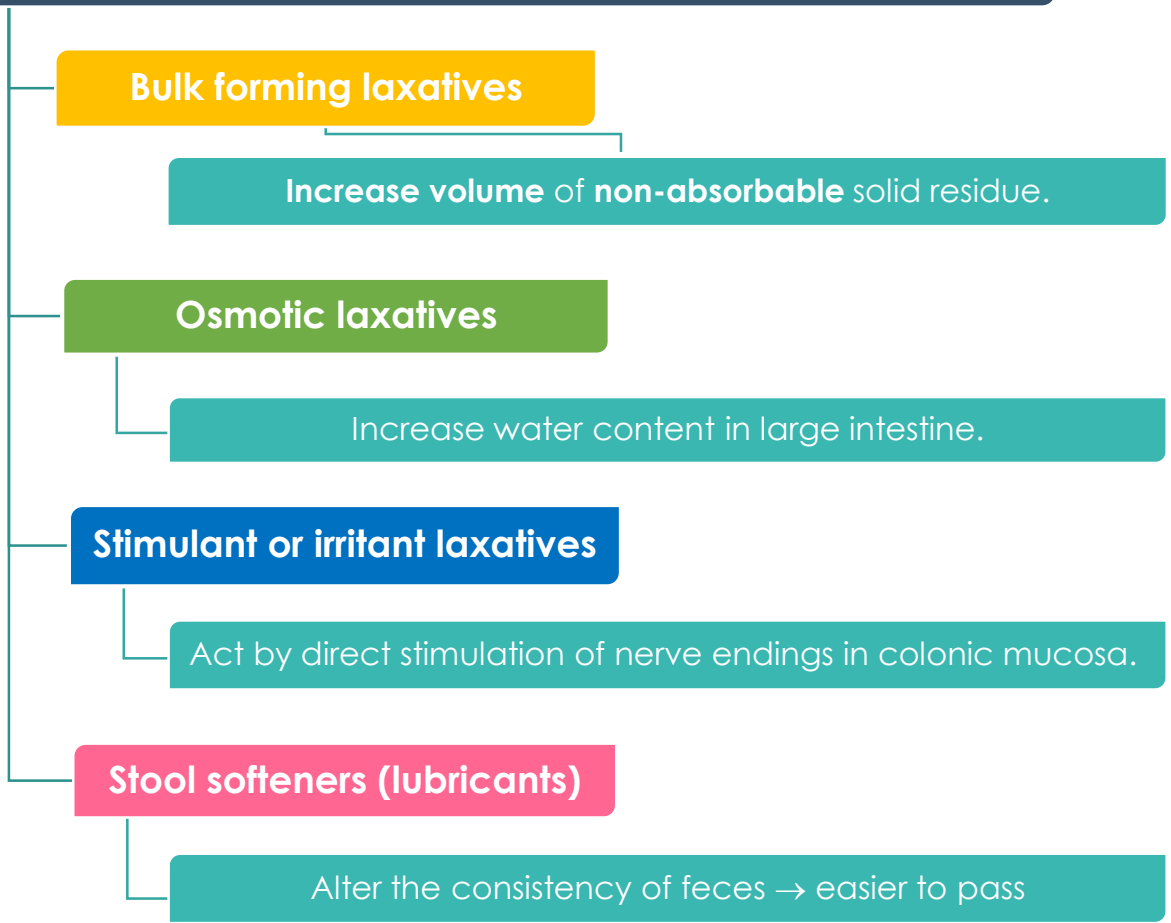 Bulk forming laxatives
Increase volume of non-absorbable solid residue.
Osmotic laxatives
Increase water content in large intestine.
Stimulant or irritant laxatives
Act by direct stimulation of nerve endings in colonic mucosa.
Stool softeners (lubricants)
Alter the consistency of feces → easier to pass